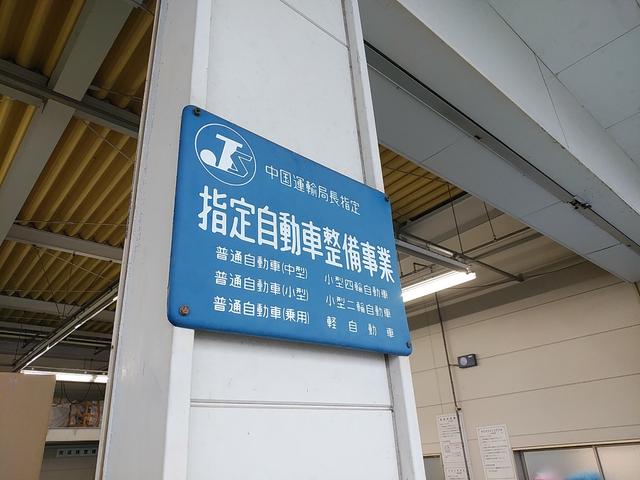 JS
中国運輸局長指定
指定自動車整備事業
普通自動車(中型) 小型四輪自動車
普通自動車(小型) 小型二輪自動車
普通自動車(乗用) 軽自動車